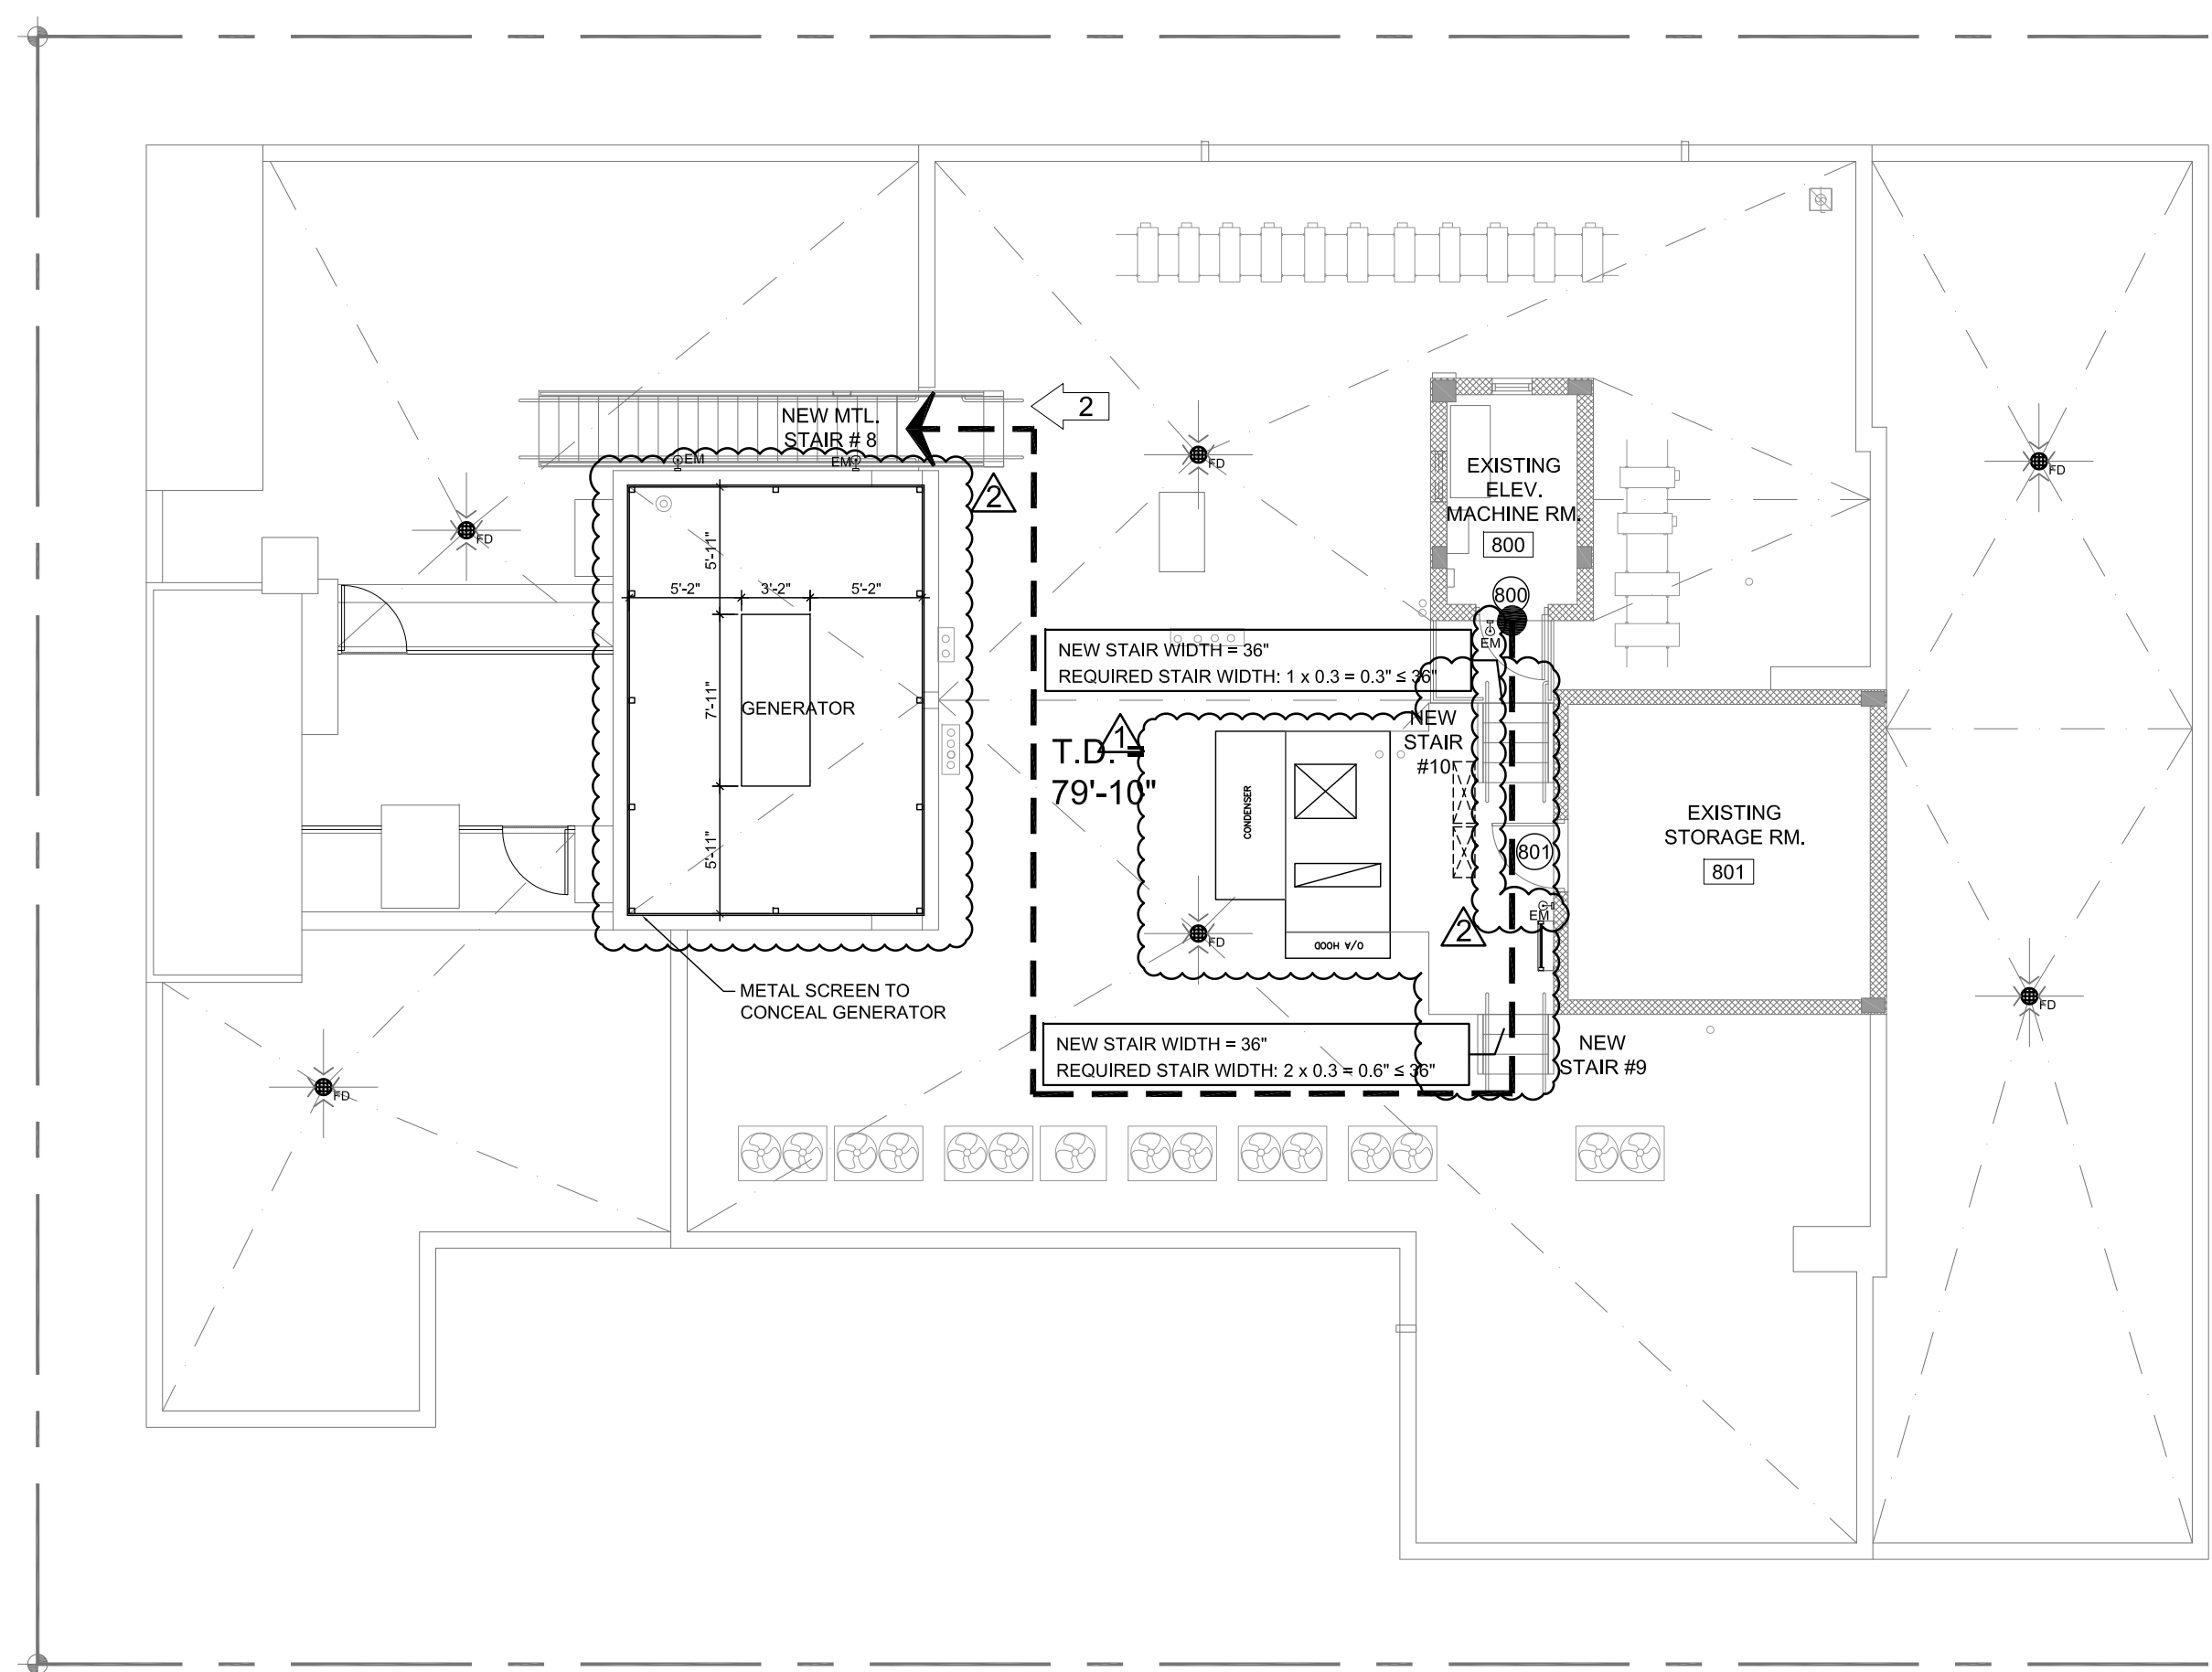 2
NEW MTL.
STAIR # 8
EM
EM
2
FD
FD
FD
EXISTING
ELEV.
MACHINE RM.
800
800
EM
5'-11"
5'-2"
3'-2"
5'-2"
7'-11"
GENERATOR
5'-11"
NEW STAIR WIDTH = 36"
REQUIRED STAIR WIDTH: 1 x 0.3 = 0.3" ≤ 36"
1
T.D. =
79'-10"
NEW
STAIR
#10
CONDENSER
EXISTING
STORAGE RM.
801
801
EM
2
FD
O/A HOOD
METAL SCREEN TO
CONCEAL GENERATOR
FD
NEW STAIR WIDTH = 36"
REQUIRED STAIR WIDTH: 2 x 0.3 = 0.6" ≤ 36"
NEW
STAIR #9
FD